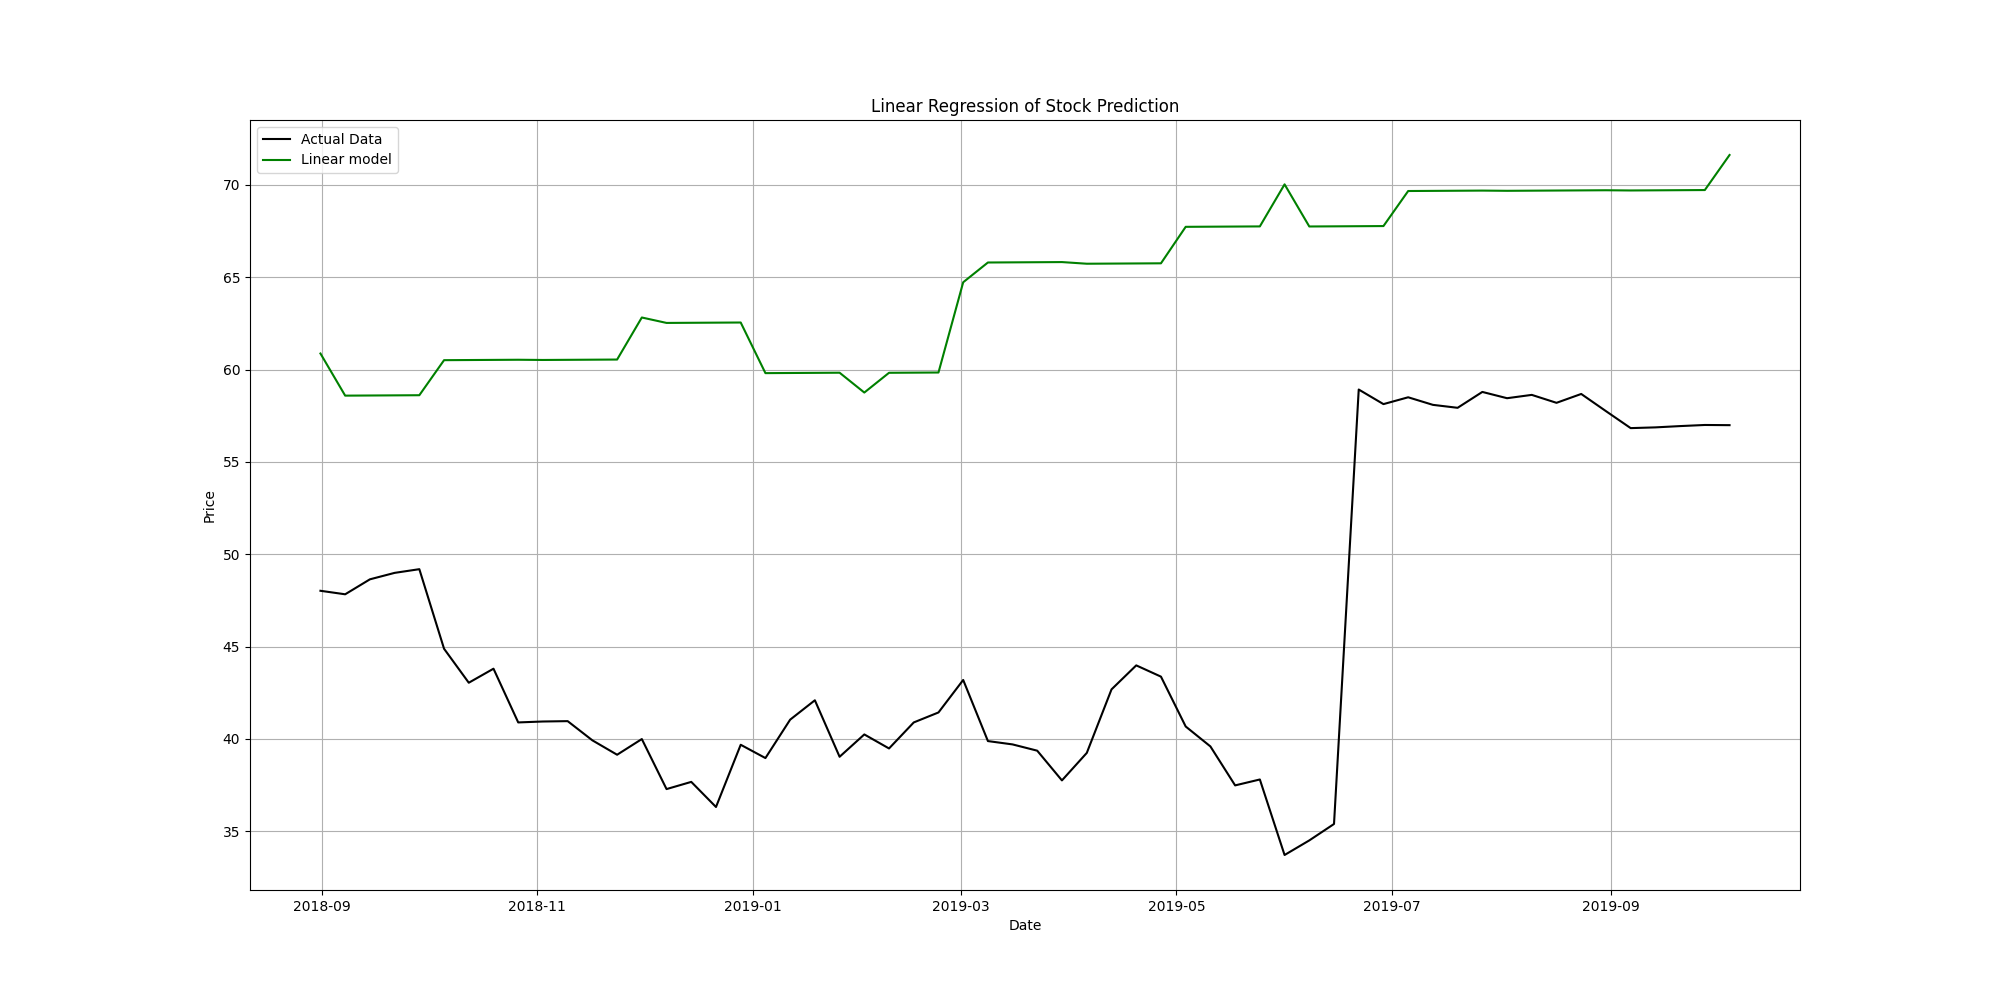 Linear Regression of Stock Prediction
Actual Data
Linear model
70
65
60
55
50
45
40
35
Price
2018-09 2018-11 2019-01 2019-03 2019-05 2019-07 2019-09
Date